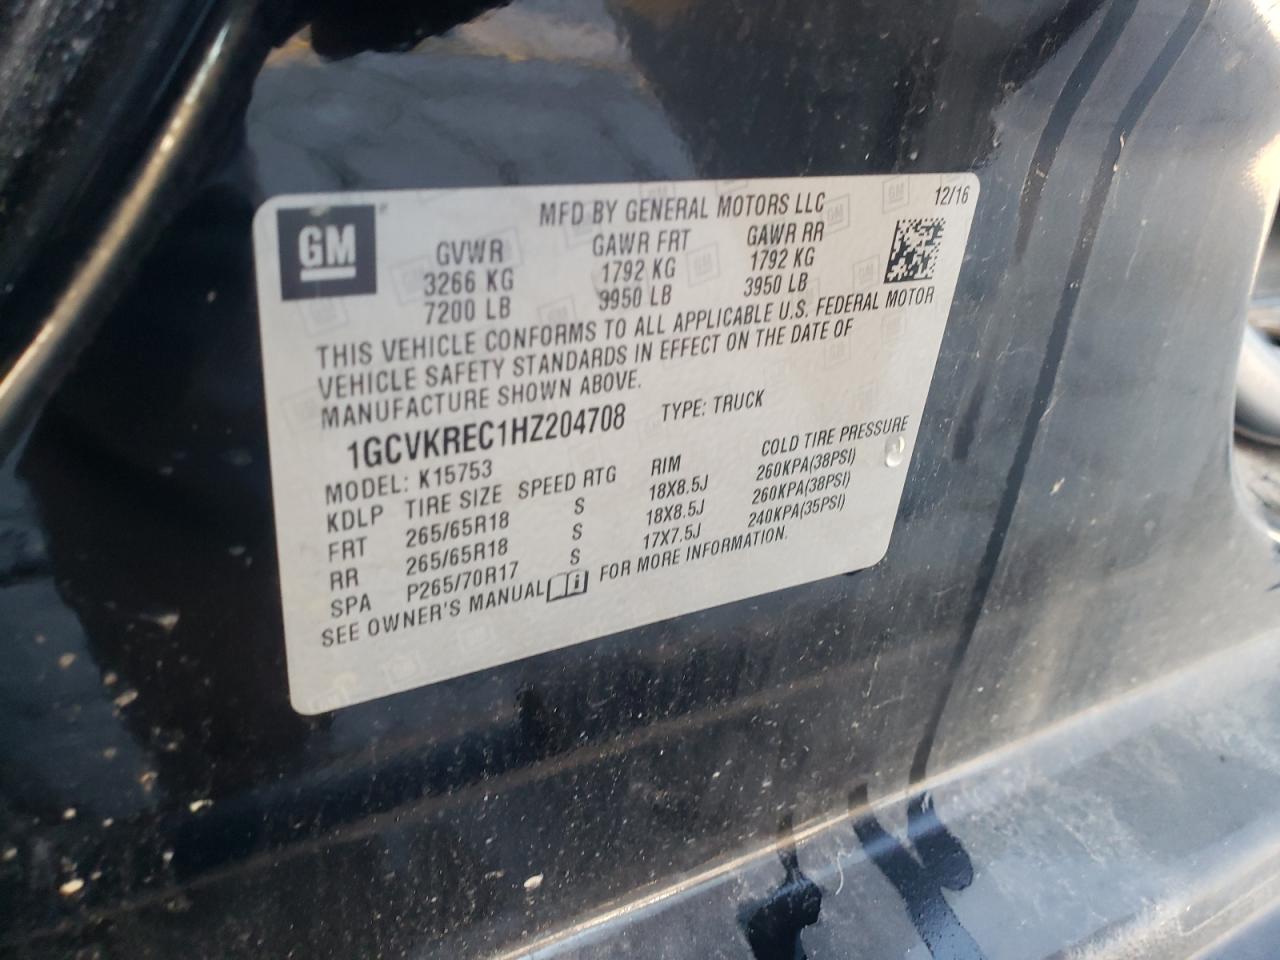 GM
MFD BY GENERAL MOTORS LLC 12/16
GVWR GAWR FRT GAWR RR
3266 KG 1792 KG 1792 KG
7200 LB 9950 LB 3950 LB
THIS VEHICLE CONFORMS TO ALL APPLICABLE U.S. FEDERAL MOTOR
VEHICLE SAFETY STANDARDS IN EFFECT ON THE DATE OF
MANUFACTURE SHOWN ABOVE.
1GCVKREC1HZ204708 TYPE: TRUCK
MODEL: K15753
KDLP TIRE SIZE SPEED RTG RIM COLD TIRE PRESSURE
FRT 265/65R18 S 18X8.5J 260KPA(38PSI)
RR 265/65R18 S 18X8.5J 260KPA(38PSI)
SPA P265/70R17 S 17X7.5J 240KPA(35PSI)
SEE OWNER'S MANUAL FOR MORE INFORMATION.